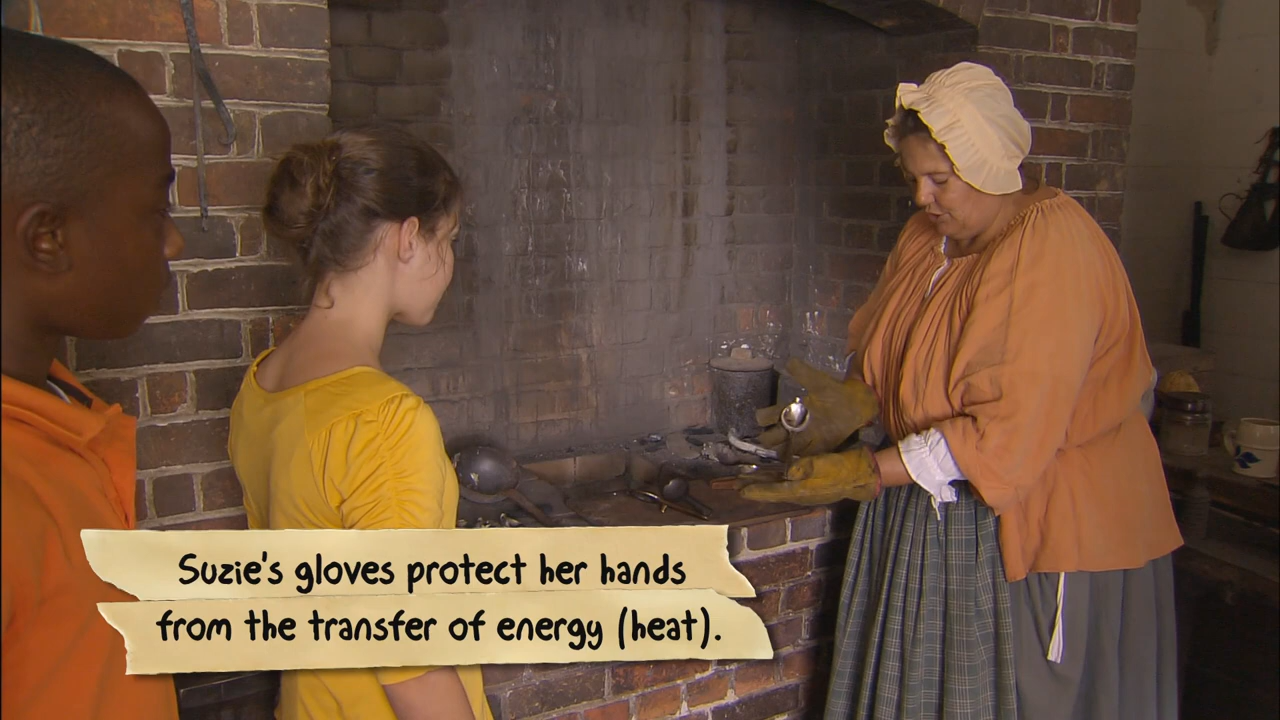 Suzie's gloves protect her hands
from the transfer of energy (heat).